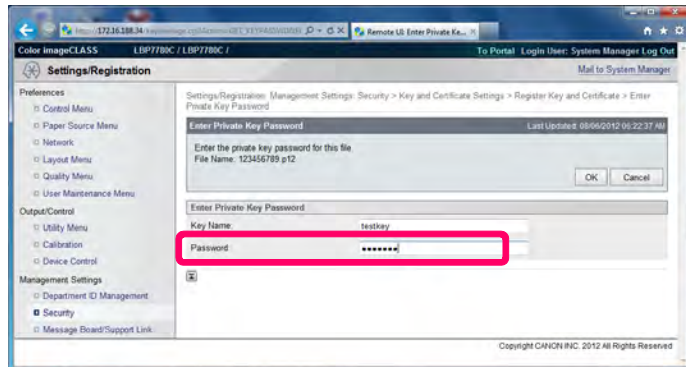 172.16.188.34
Remote UI: Enter Private Ke...
Color imageCLASS LBP7780C / LBP7780C /
To Portal Login User: System Manager Log Out
Settings/Registration
Mail to System Manager
Preferences
Control Menu
Paper Source Menu
Network
Layout Menu
Quality Menu
User Maintenance Menu
Output/Control
Utility Menu
Calibration
Device Control
Management Settings
Department ID Management
Security
Message Board/Support Link
Settings/Registration: Management Settings: Security > Key and Certificate Settings > Register Key and Certificate > Enter
Private Key Password
Enter Private Key Password
Last Updated: 08/06/2012 06:22:37 AM
Enter the private key password for this file.
File Name: 123456789.p12
OK Cancel
Enter Private Key Password
Key Name: testkey
Password: •••••••
Copyright CANON INC. 2012 All Rights Reserved